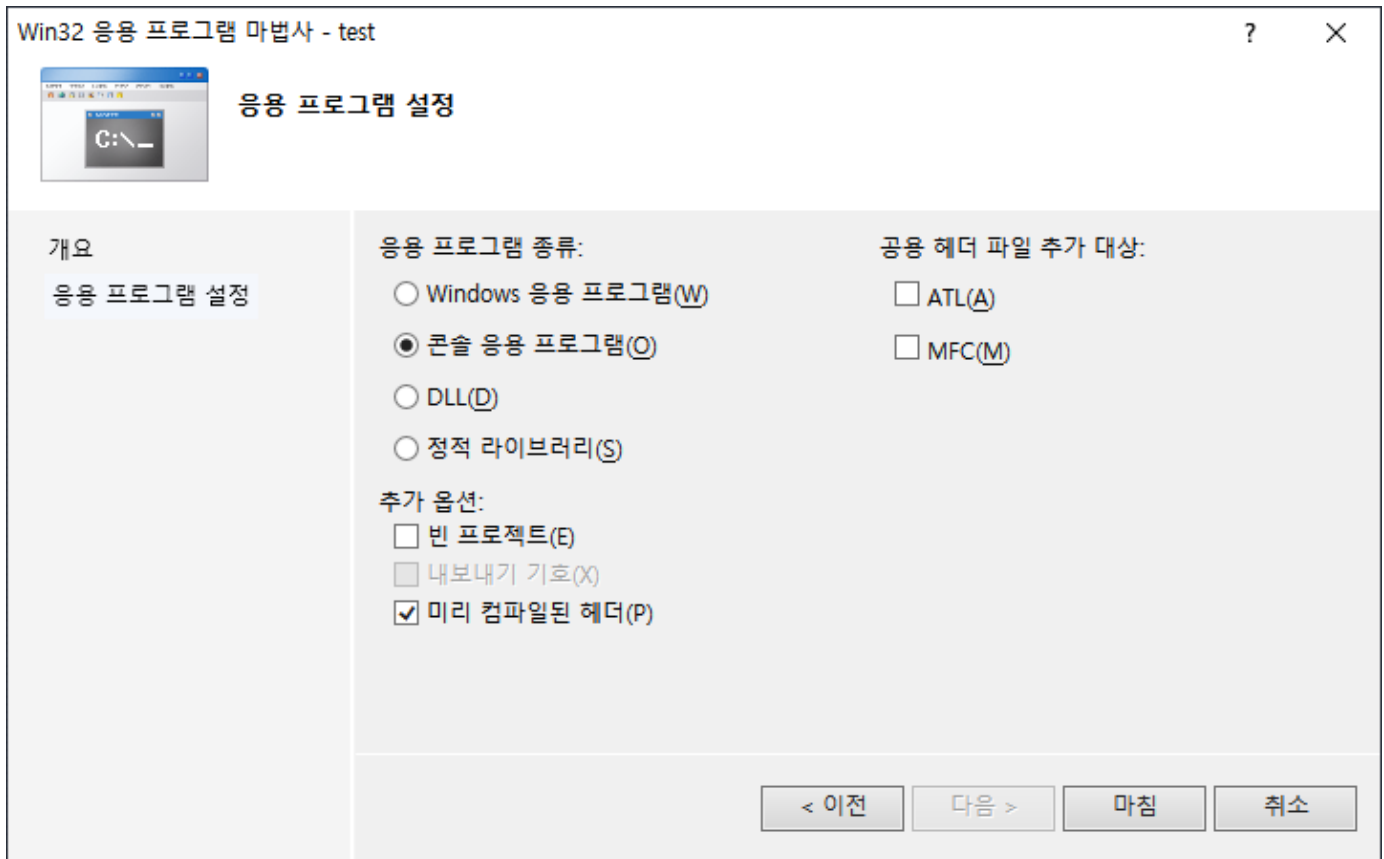 Win32 응용 프로그램 마법사 - test
?
응용 프로그램 설정
C:\_
개요
응용 프로그램 설정
응용 프로그램 종류:
Windows 응용 프로그램(W)
콘솔 응용 프로그램(O)
DLL(D)
정적 라이브러리(S)
추가 옵션:
빈 프로젝트(E)
내보내기 기호(X)
미리 컴파일된 헤더(P)
공용 헤더 파일 추가 대상:
ATL(A)
MFC(M)
< 이전
다음 >
마침
취소